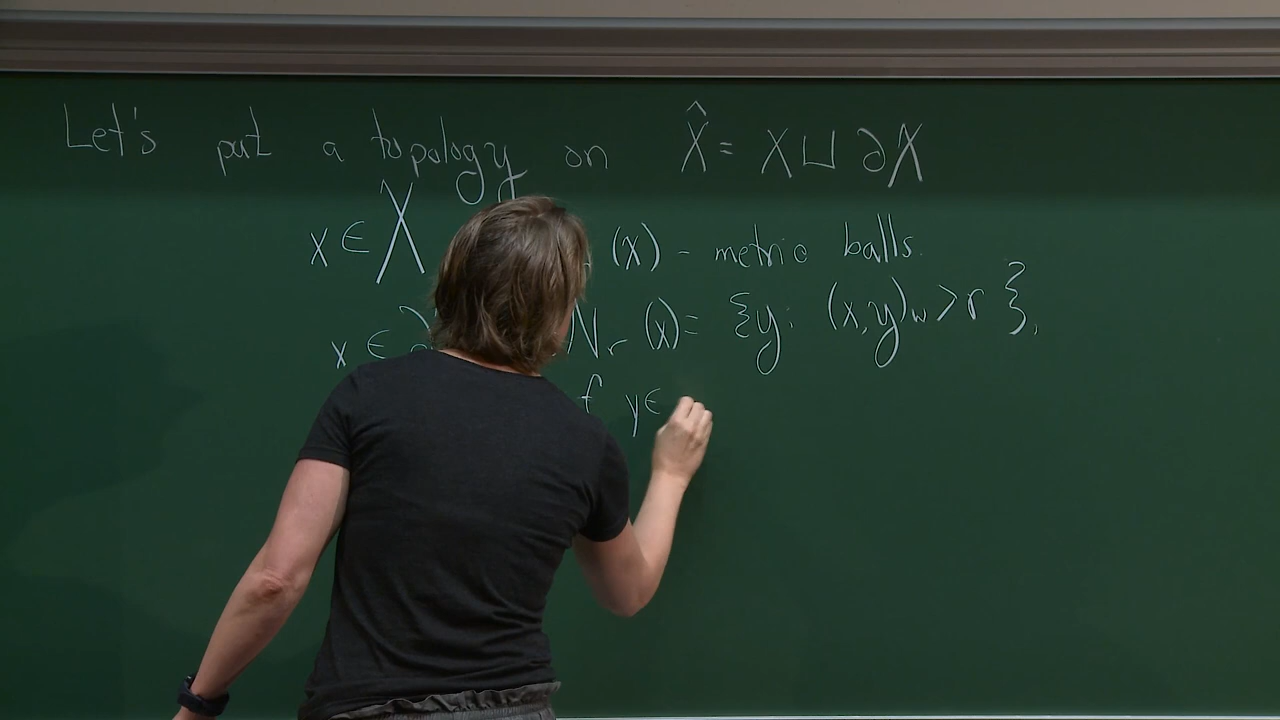 Let's put a topology on X̂ = X ⊔ ∂X
x ∈ X (x) - metric balls.
x ∈ ∂ N_r (x) = {y : (x,y)_w > r },
f y ∈